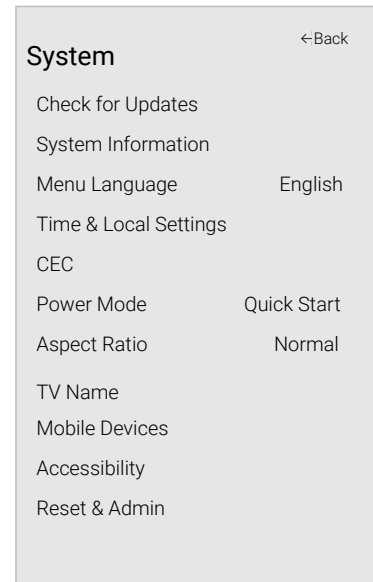 ←Back
System
Check for Updates
System Information
Menu Language English
Time & Local Settings
CEC
Power Mode Quick Start
Aspect Ratio Normal
TV Name
Mobile Devices
Accessibility
Reset & Admin